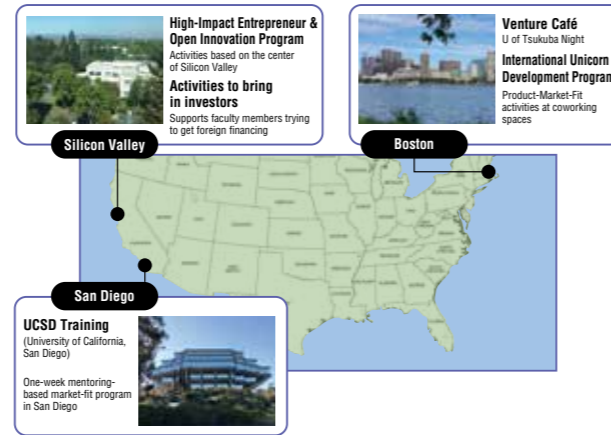 High-Impact Entrepreneur &
Open Innovation Program
Activities based on the center
of Silicon Valley
Activities to bring
in investors
Supports faculty members trying
to get foreign financing
Silicon Valley
Venture Café
U of Tsukuba Night
International Unicorn
Development Program
Product-Market-Fit
activities at coworking
spaces
Boston
San Diego
UCSD Training
(University of California,
San Diego)
One-week mentoring-
based market-fit program
in San Diego